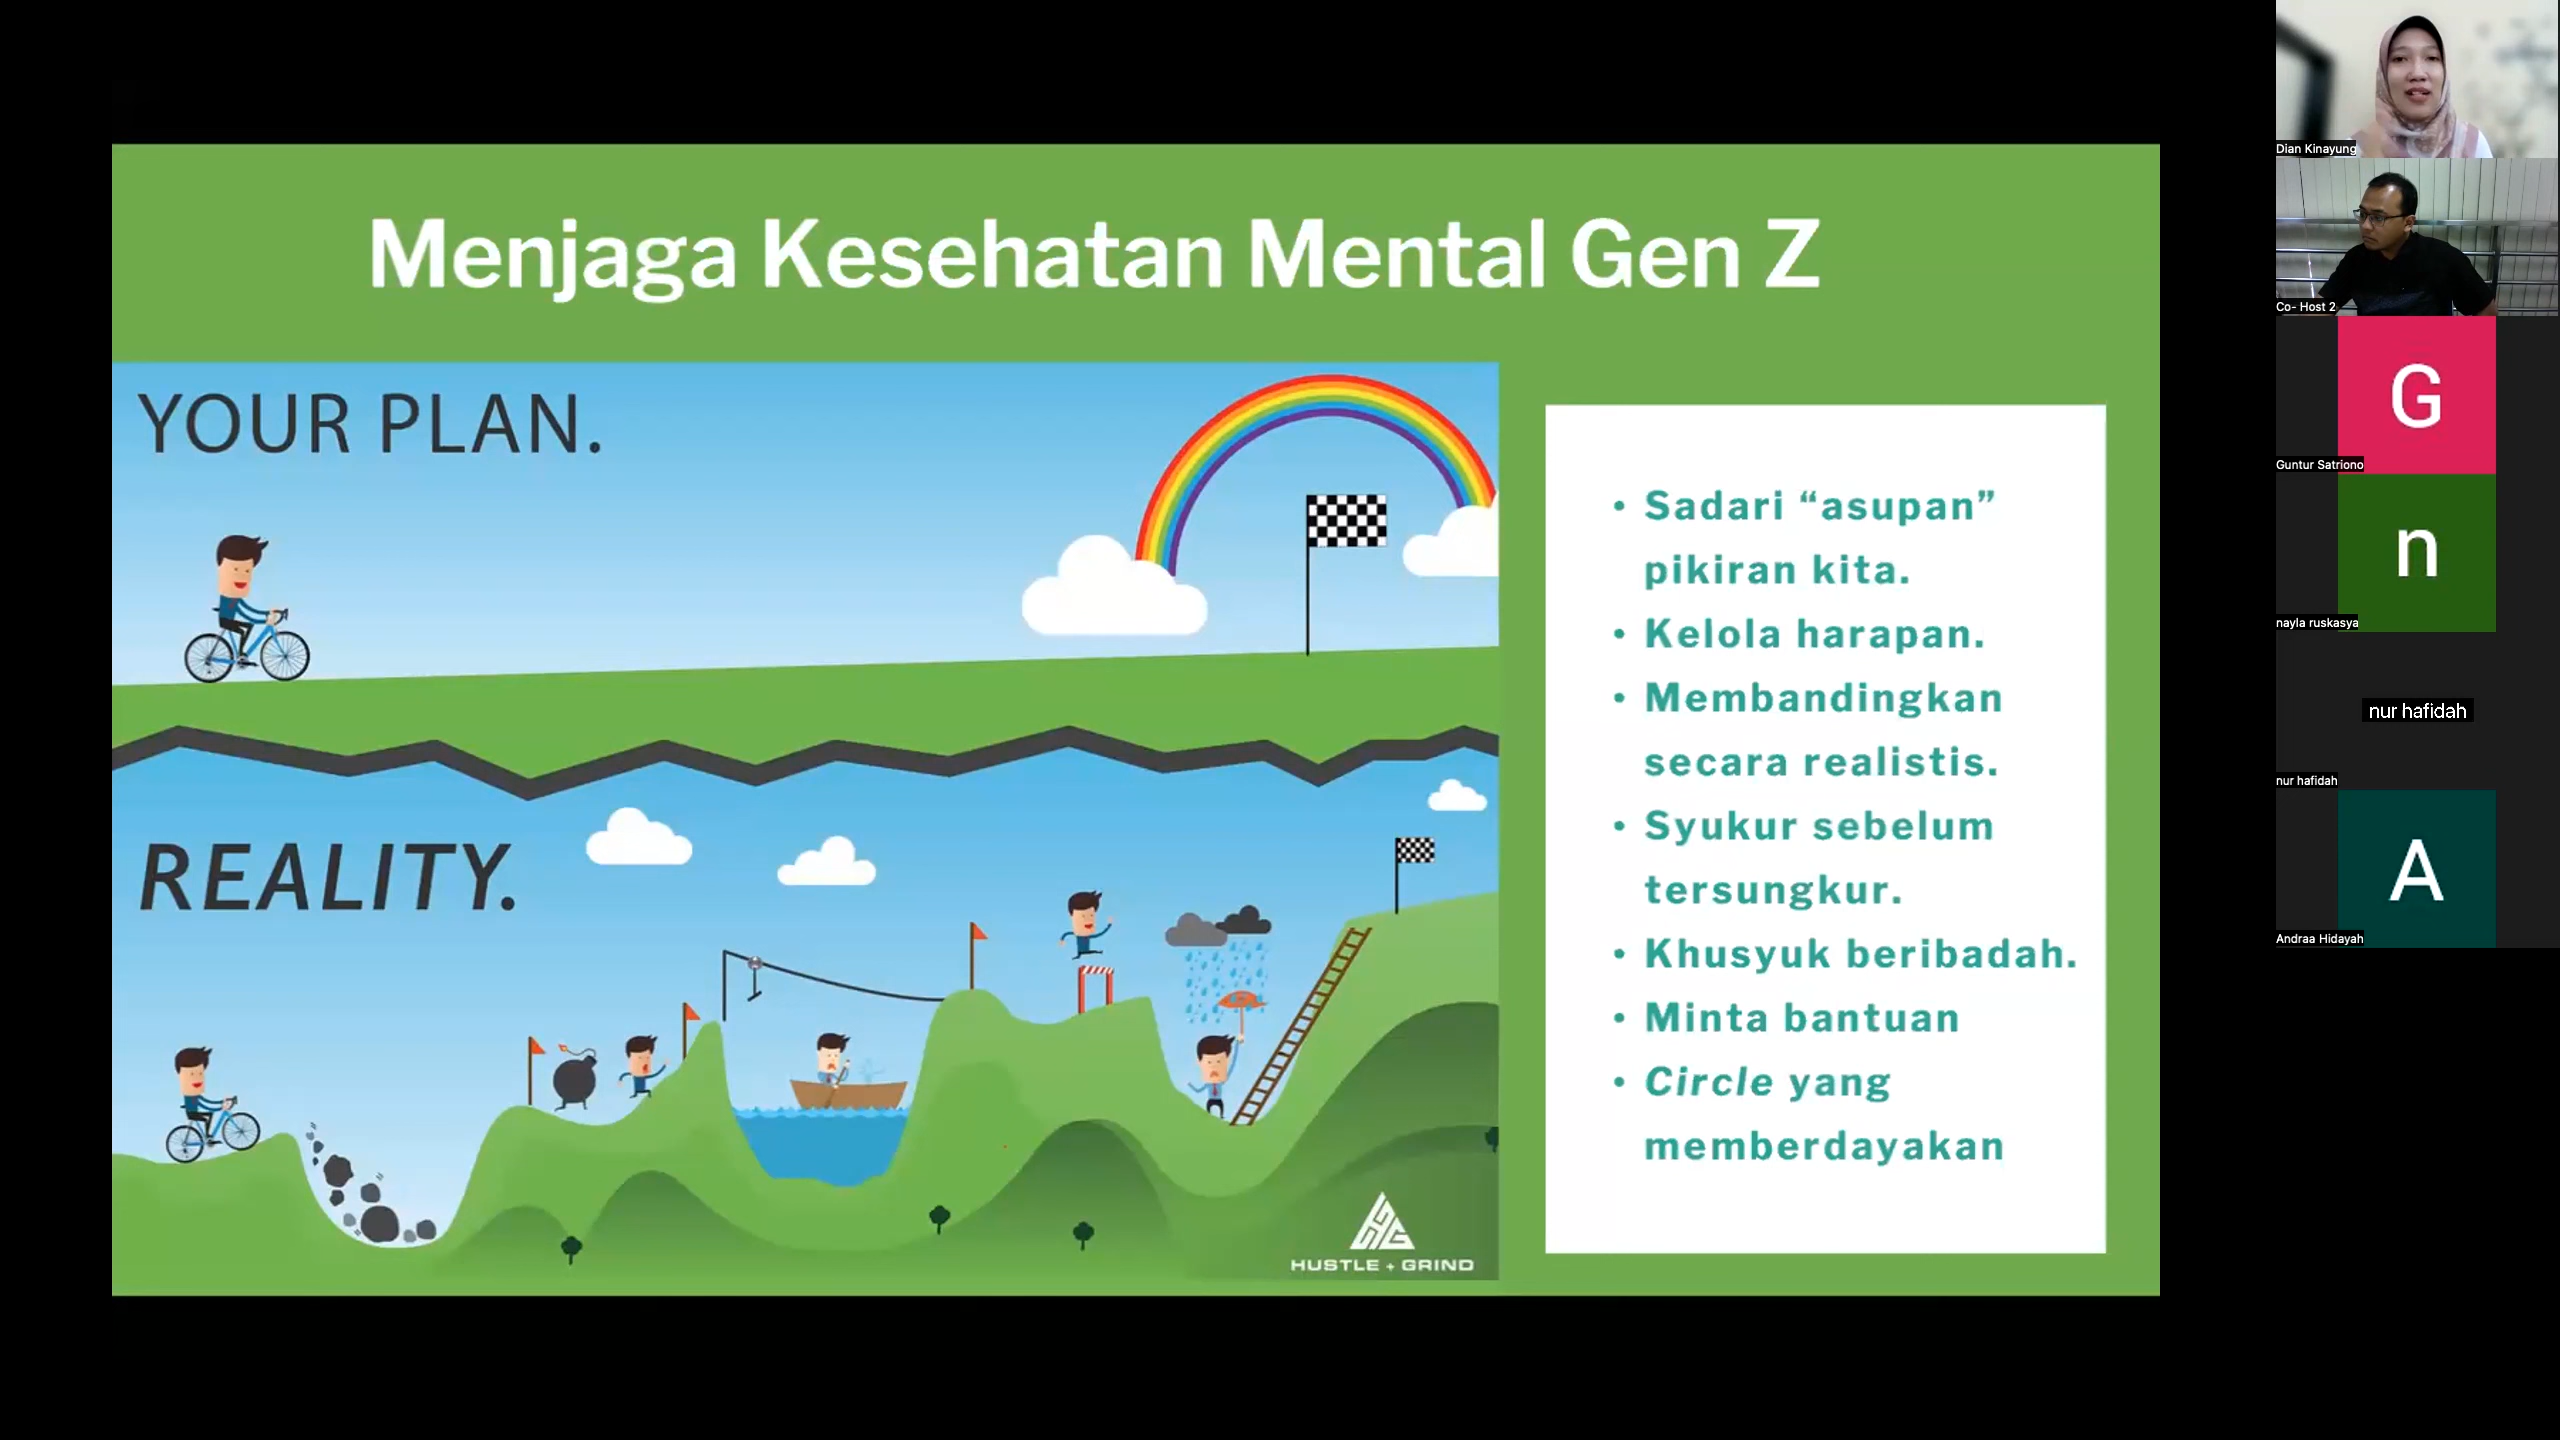 Menjaga Kesehatan Mental Gen Z
YOUR PLAN.
REALITY.
HUSTLE + GRIND
• Sadari “asupan”
pikiran kita.
• Kelola harapan.
• Membandingkan
secara realistis.
• Syukur sebelum
tersungkur.
• Khusyuk beribadah.
• Minta bantuan
• Circle yang
memberdayakan
Dian Kinayung
Co- Host 2
G
Guntur Satriono
n
nayla ruskasya
nur hafidah
nur hafidah
A
Andraa Hidayah